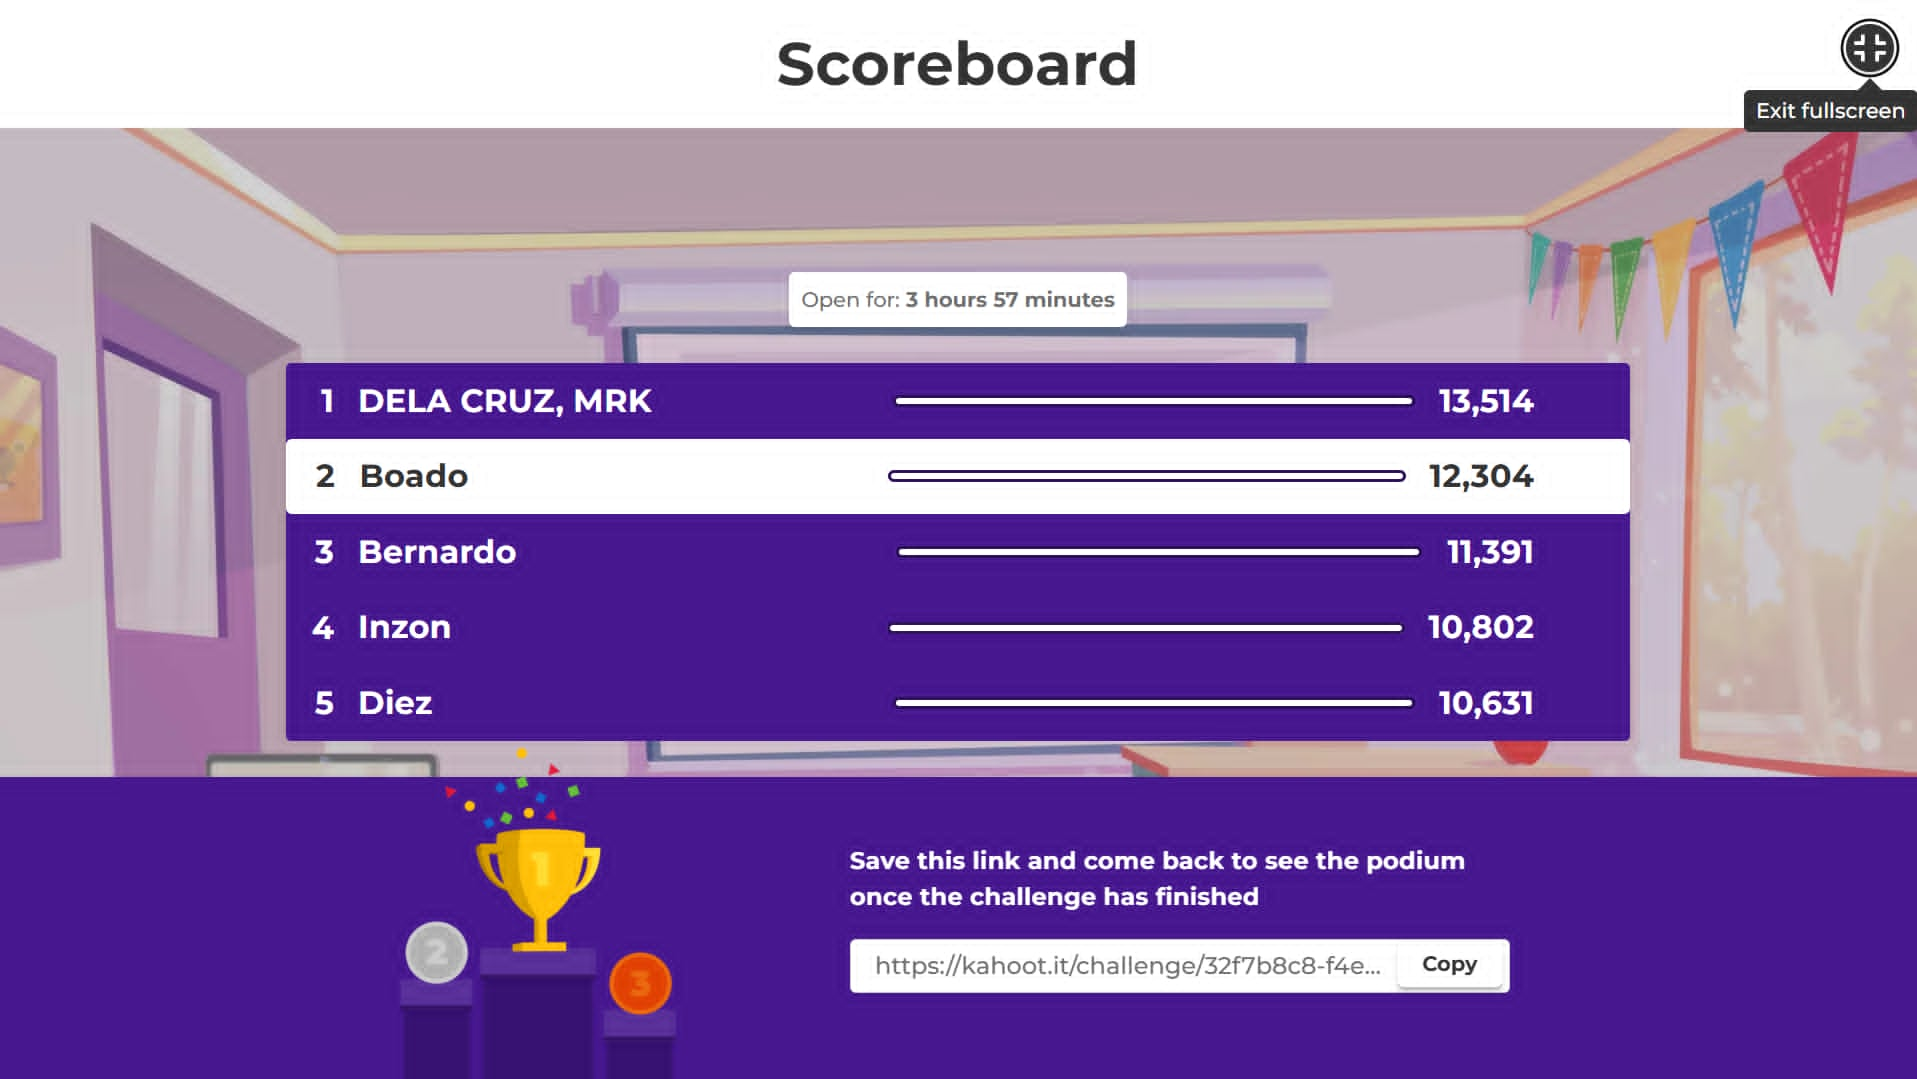 Scoreboard
Exit fullscreen
Open for: 3 hours 57 minutes
1 DELA CRUZ, MRK 13,514
2 Boado 12,304
3 Bernardo 11,391
4 Inzon 10,802
5 Diez 10,631
1
2
3
Save this link and come back to see the podium
once the challenge has finished
https://kahoot.it/challenge/32f7b8c8-f4e... Copy